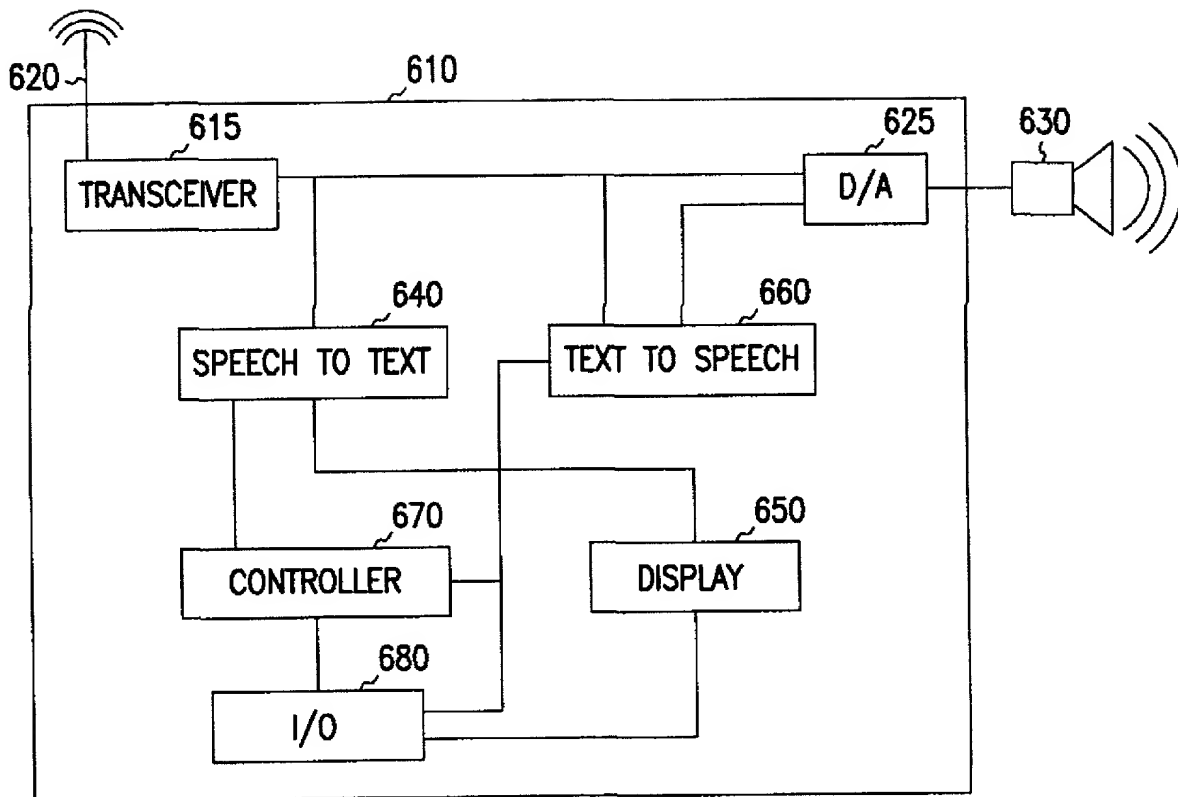 620
610
615
TRANSCEIVER
625
D/A
630
640
SPEECH TO TEXT
660
TEXT TO SPEECH
670
CONTROLLER
650
DISPLAY
680
I/O